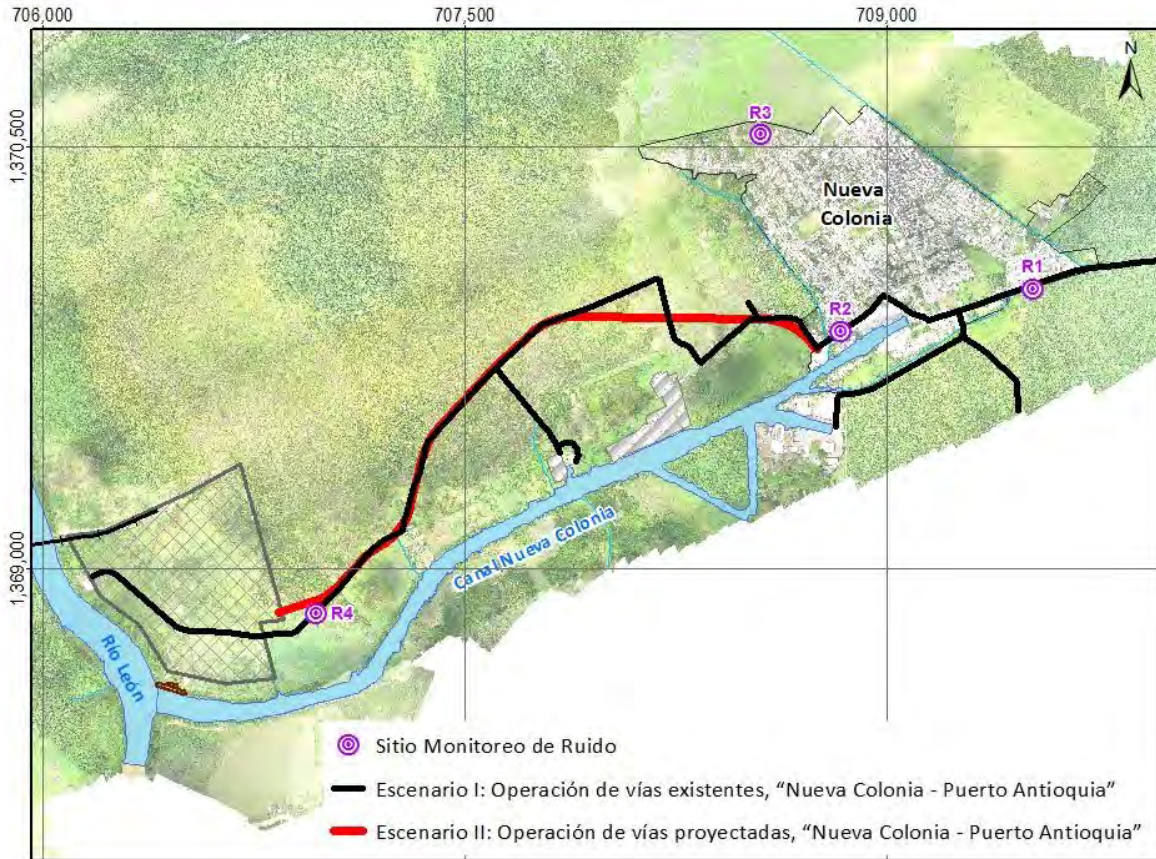 706,000
707,500
709,000
N
1,370,500
1,369,000
R3
Nueva
Colonia
R1
R2
R4
Canal Nueva Colonia
Río León
Sitio Monitoreo de Ruido
Escenario I: Operación de vías existentes, “Nueva Colonia - Puerto Antioquia”
Escenario II: Operación de vías proyectadas, “Nueva Colonia - Puerto Antioquia”